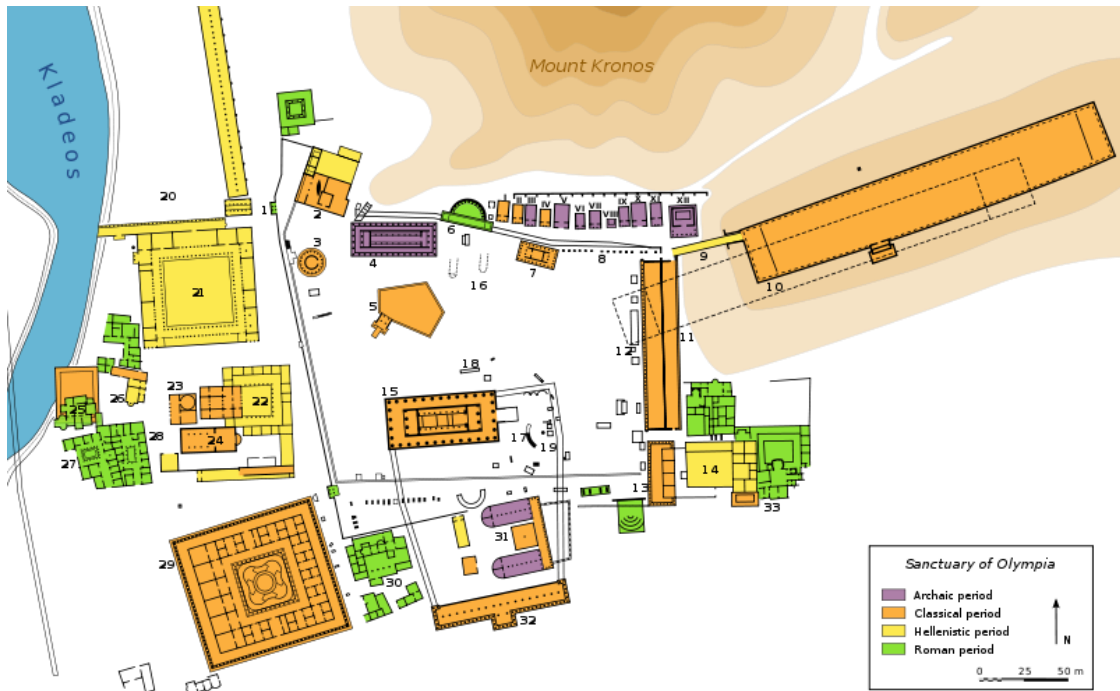 Mount Kronos
Kladeos
20
1
2
3
4
5
6
7
8
9
10
11
12
13
14
15
16
17
18
19
21
22
23
24
25
26
27
28
29
30
31
32
33
I
II
III
IV
V
VI
VII
VIII
IX
X
XI
XII
Sanctuary of Olympia
Archaic period
Classical period
Hellenistic period
Roman period
N
0 25 50 m